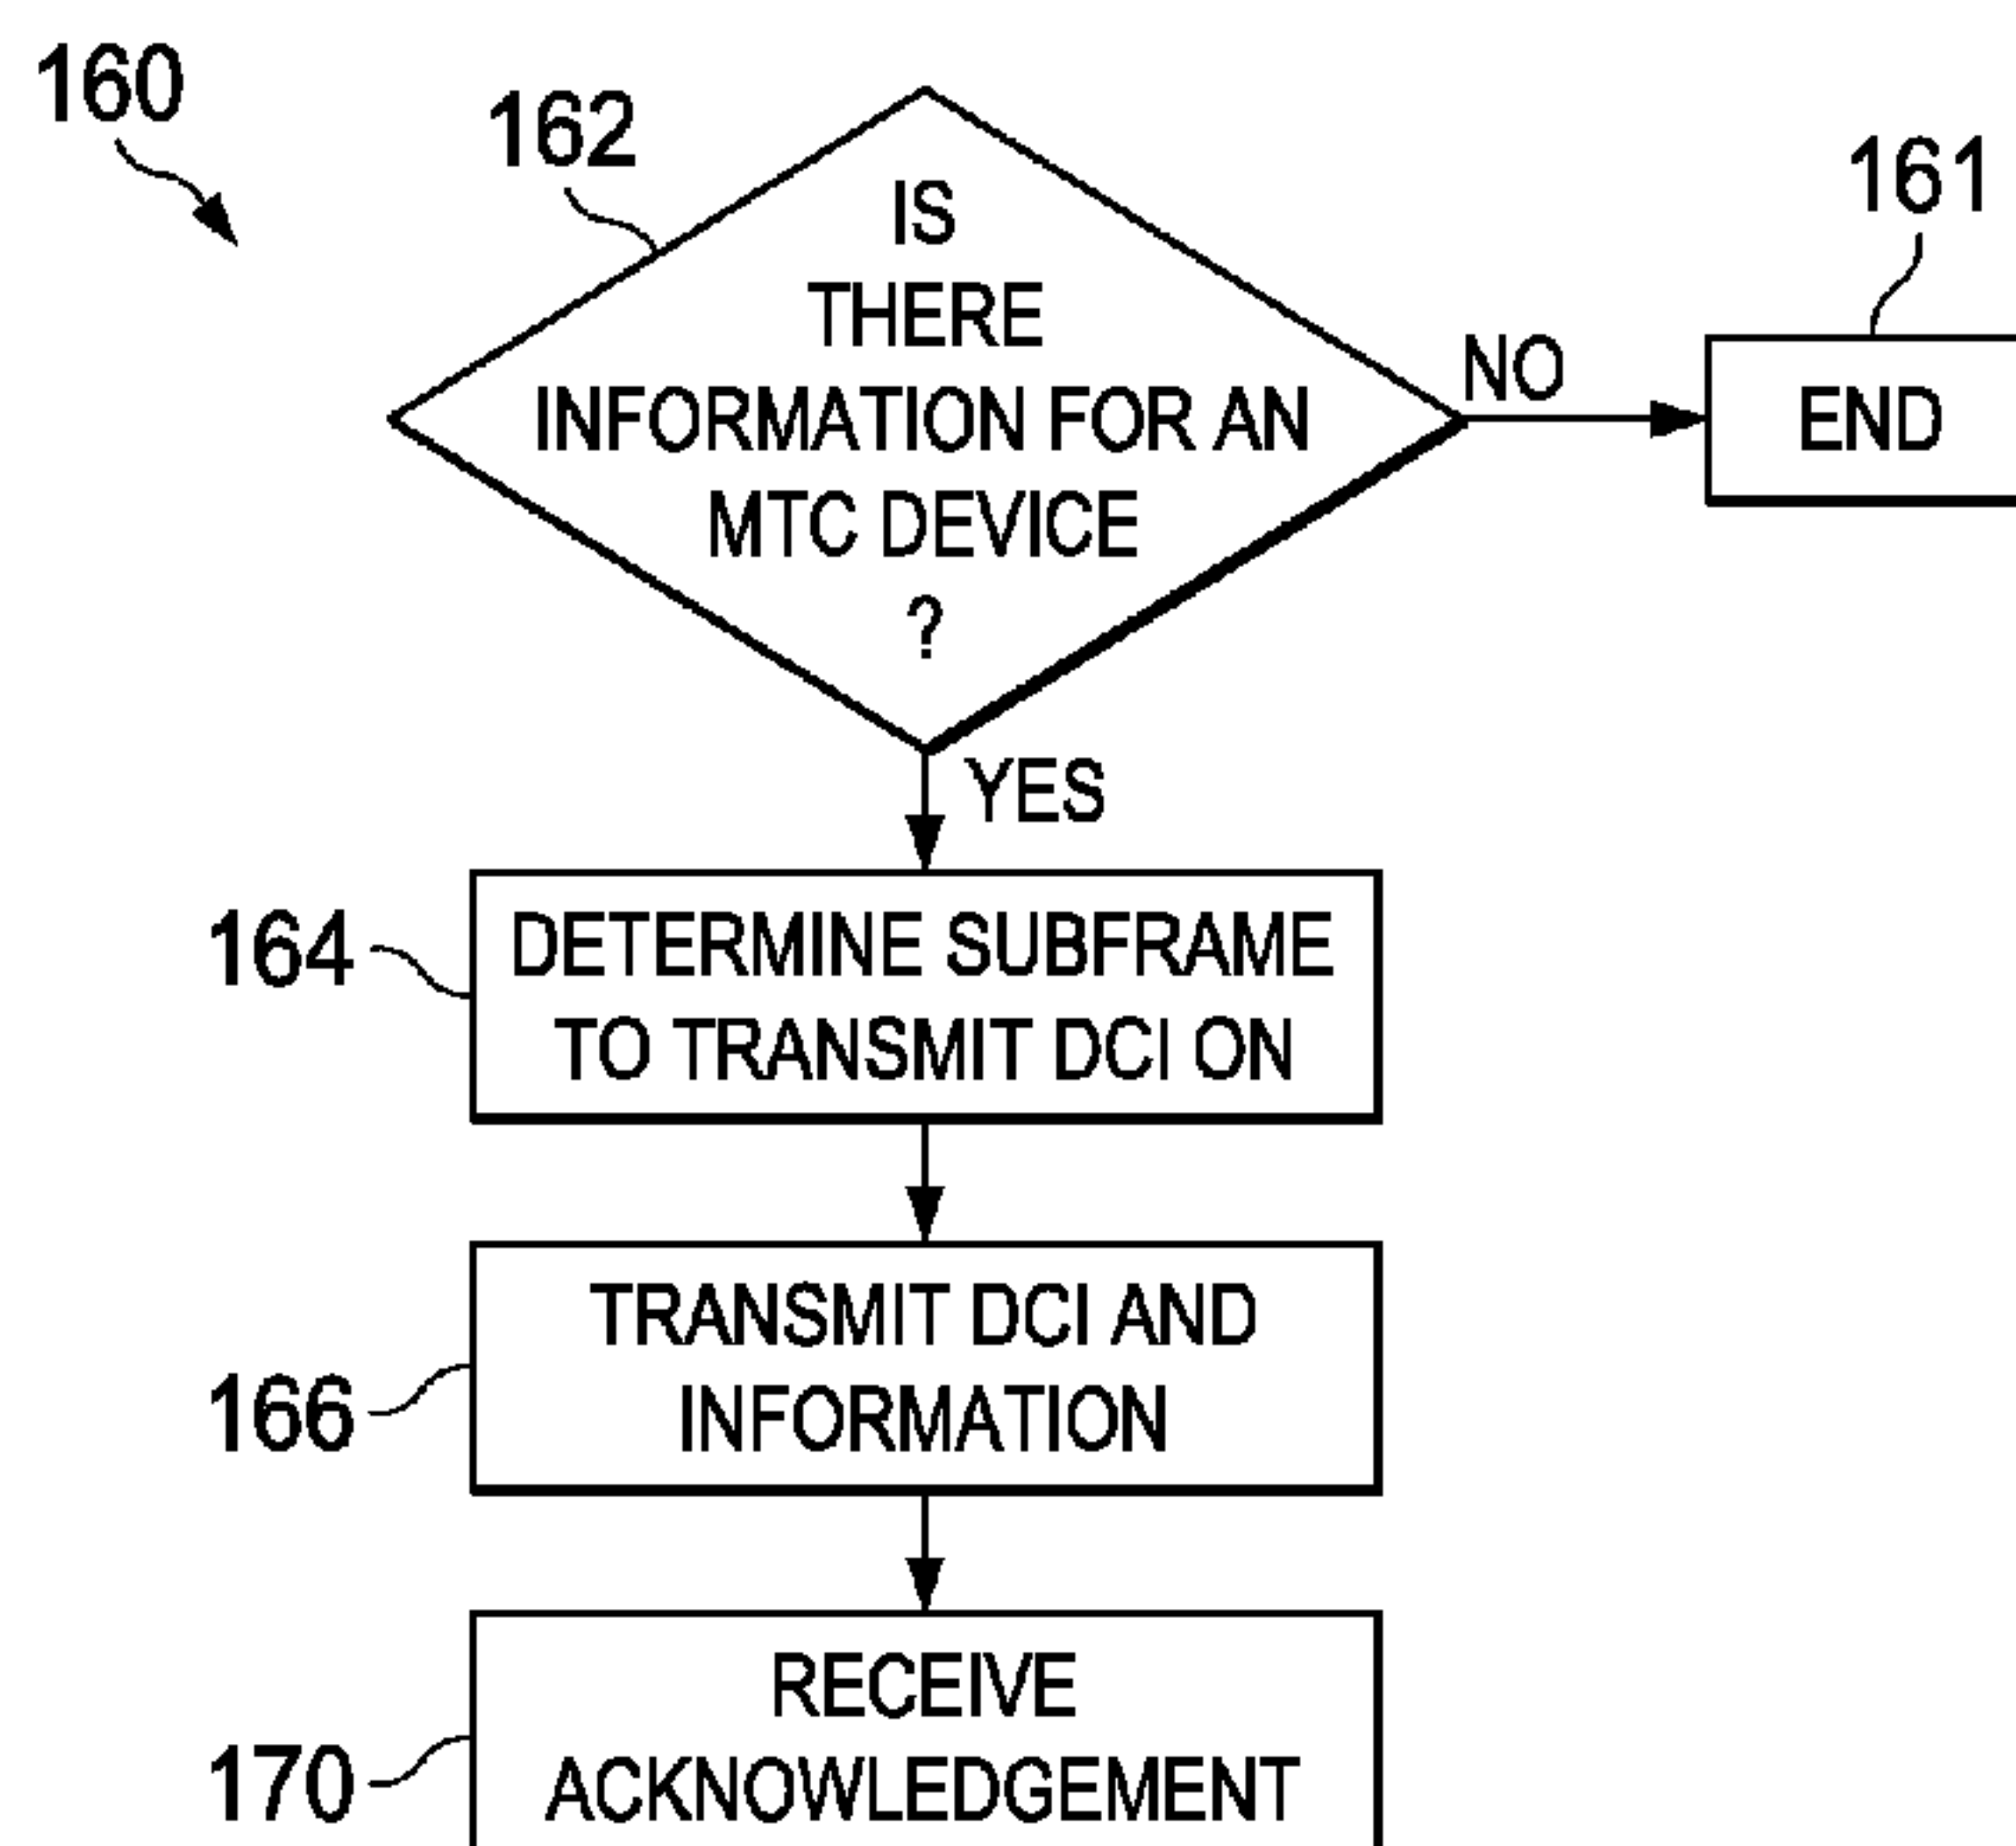 160
162
IS
THERE
INFORMATION FOR AN
MTC DEVICE
?
NO
161
END
YES
164
DETERMINE SUBFRAME
TO TRANSMIT DCI ON
166
TRANSMIT DCI AND
INFORMATION
170
RECEIVE
ACKNOWLEDGEMENT